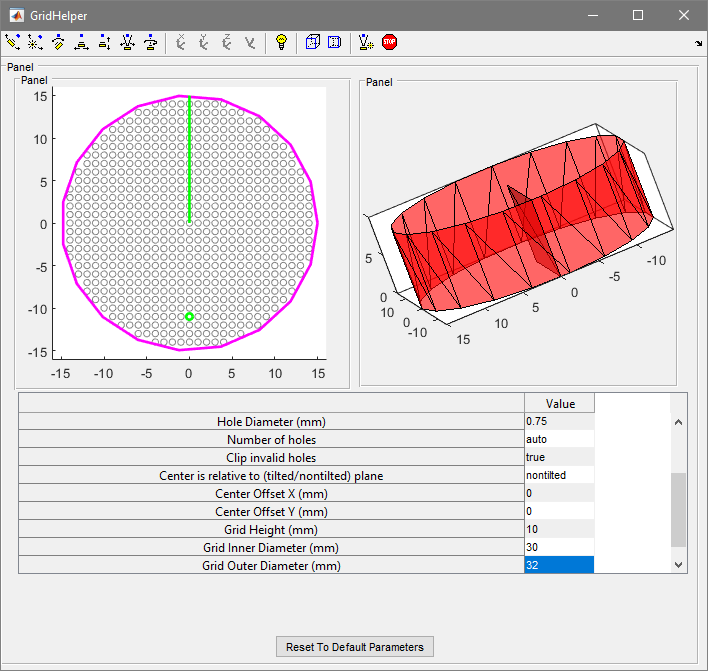 GridHelper
STOP
Panel
Panel
Panel
15
10
5
0
-5
-10
-15
-15 -10 -5 0 5 10 15
5
0
10
0
-10
15
10
5
0
-5
-10
Value
Hole Diameter (mm) 0.75
Number of holes auto
Clip invalid holes true
Center is relative to (tilted/nontilted) plane nontilted
Center Offset X (mm) 0
Center Offset Y (mm) 0
Grid Height (mm) 10
Grid Inner Diameter (mm) 30
Grid Outer Diameter (mm) 32
Reset To Default Parameters